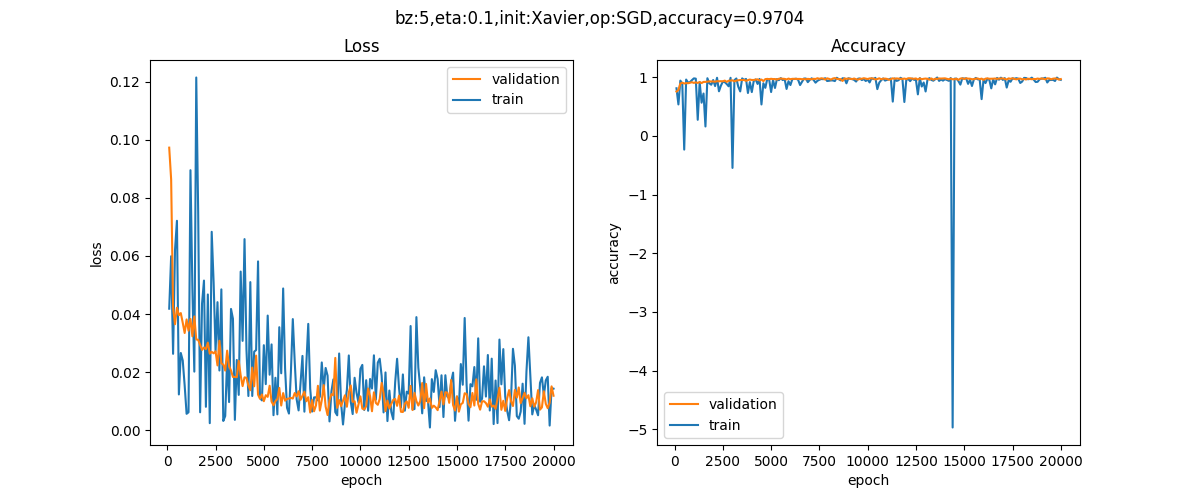 bz:5,eta:0.1,init:Xavier,op:SGD,accuracy=0.9704
Loss
validation
train
0.12
0.10
0.08
0.06
0.04
0.02
0.00
loss
0 2500 5000 7500 10000 12500 15000 17500 20000
epoch
Accuracy
1
0
−1
−2
−3
−4
−5
accuracy
validation
train
0 2500 5000 7500 10000 12500 15000 17500 20000
epoch